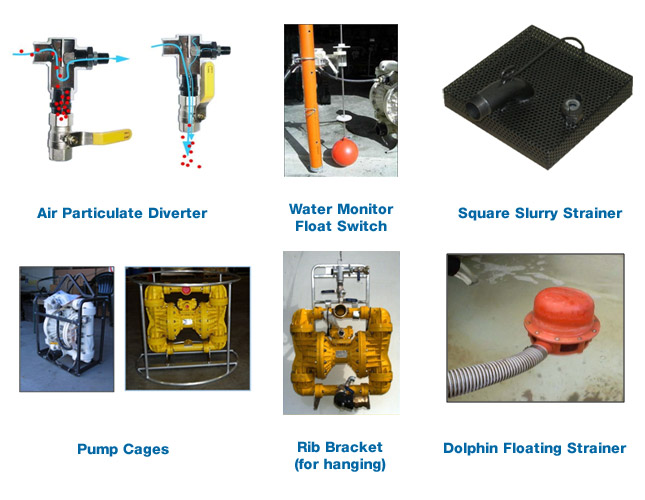 Air Particulate Diverter
Water Monitor
Float Switch
Square Slurry Strainer
Pump Cages
Rib Bracket
(for hanging)
Dolphin Floating Strainer